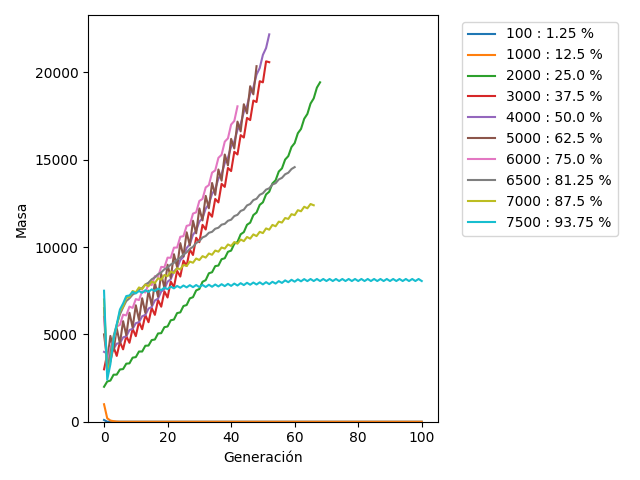 20000
15000
10000
5000
0
Masa
0 20 40 60 80 100
Generación
100 : 1.25 %
1000 : 12.5 %
2000 : 25.0 %
3000 : 37.5 %
4000 : 50.0 %
5000 : 62.5 %
6000 : 75.0 %
6500 : 81.25 %
7000 : 87.5 %
7500 : 93.75 %